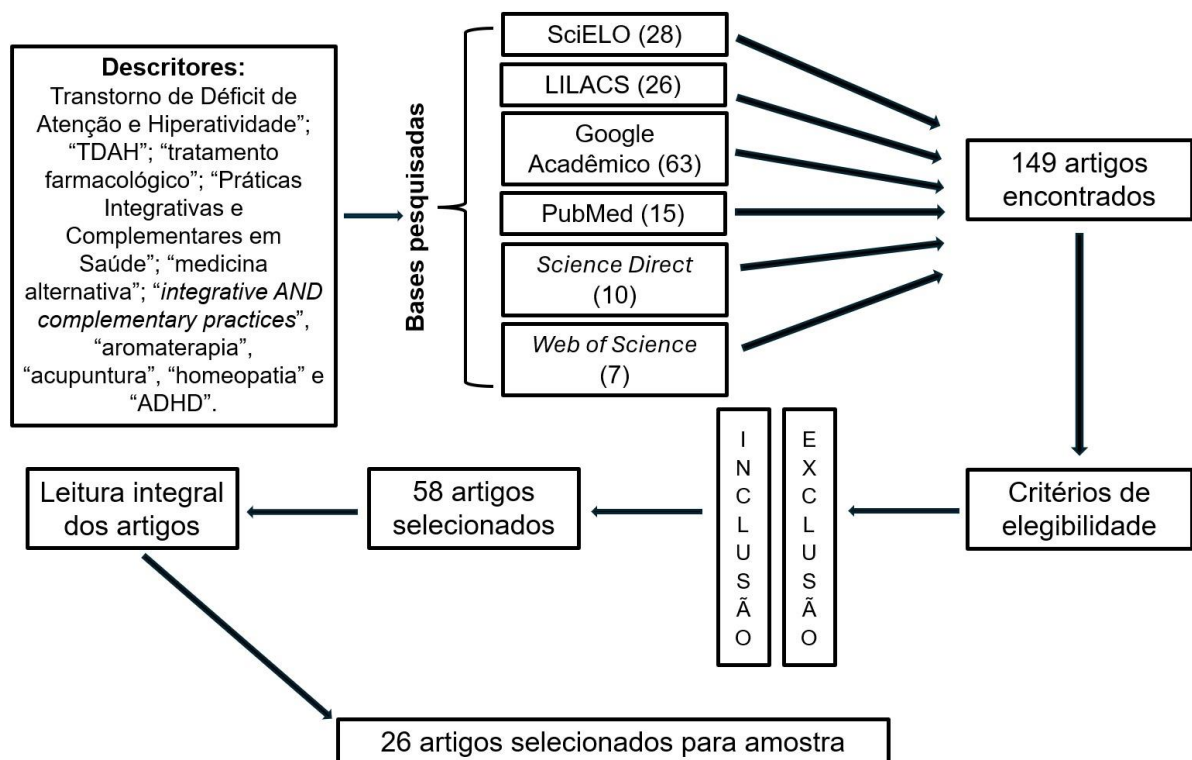 Descritores:
Transtorno de Déficit de
Atenção e Hiperatividade”;
“TDAH”; “tratamento
farmacológico”; “Práticas
Integrativas e
Complementares em
Saúde”; “medicina
alternativa”; “integrative AND
complementary practices”,
“aromaterapia”,
“acupuntura”, “homeopatia” e
“ADHD”.
Bases pesquisadas
SciELO (28)
LILACS (26)
Google
Acadêmico (63)
PubMed (15)
Science Direct
(10)
Web of Science
(7)
149 artigos
encontrados
Critérios de
elegibilidade
EXCLUSÃO
INCLUSÃO
58 artigos
selecionados
Leitura integral
dos artigos
26 artigos selecionados para amostra